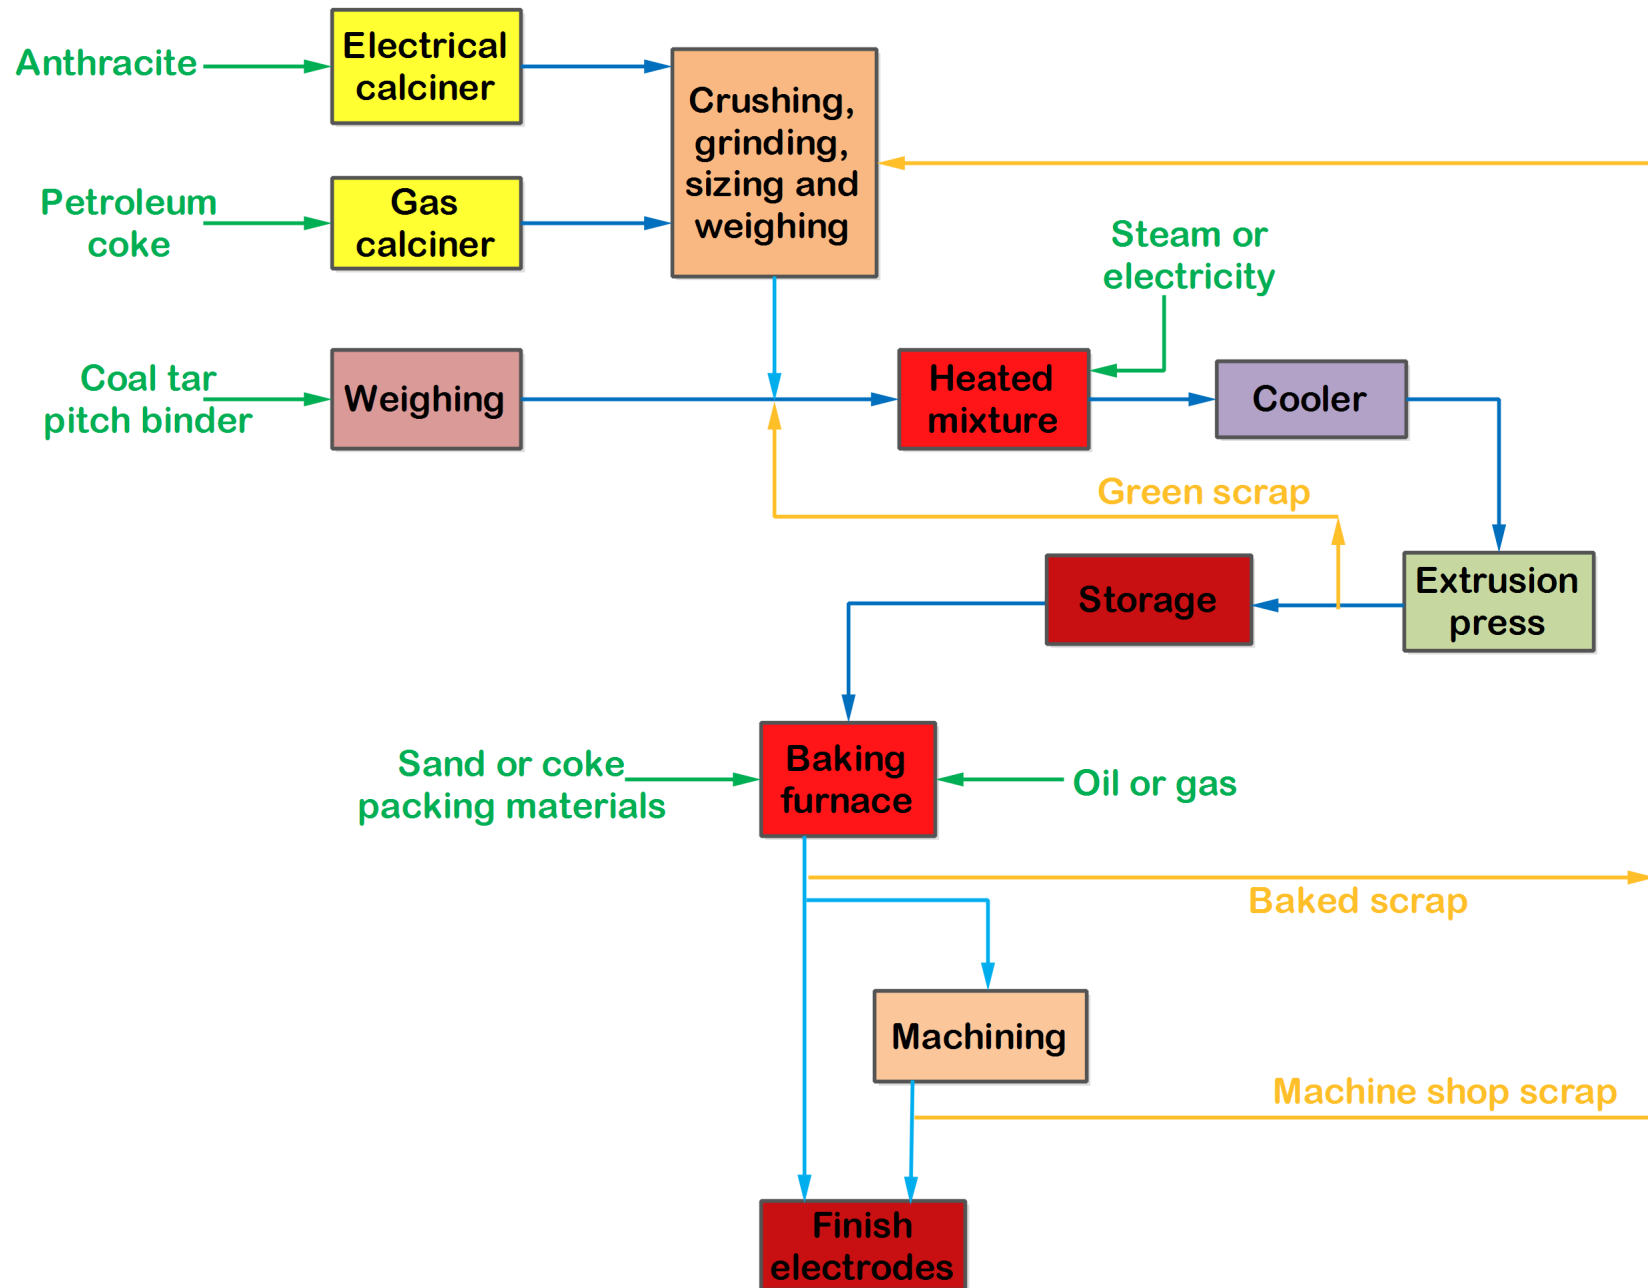 Anthracite
Electrical
calciner
Crushing,
grinding,
sizing and
weighing
Petroleum
coke
Gas
calciner
Steam or
electricity
Coal tar
pitch binder
Weighing
Heated
mixture
Cooler
Green scrap
Storage
Extrusion
press
Sand or coke
packing materials
Baking
furnace
Oil or gas
Baked scrap
Machining
Machine shop scrap
Finish
electrodes